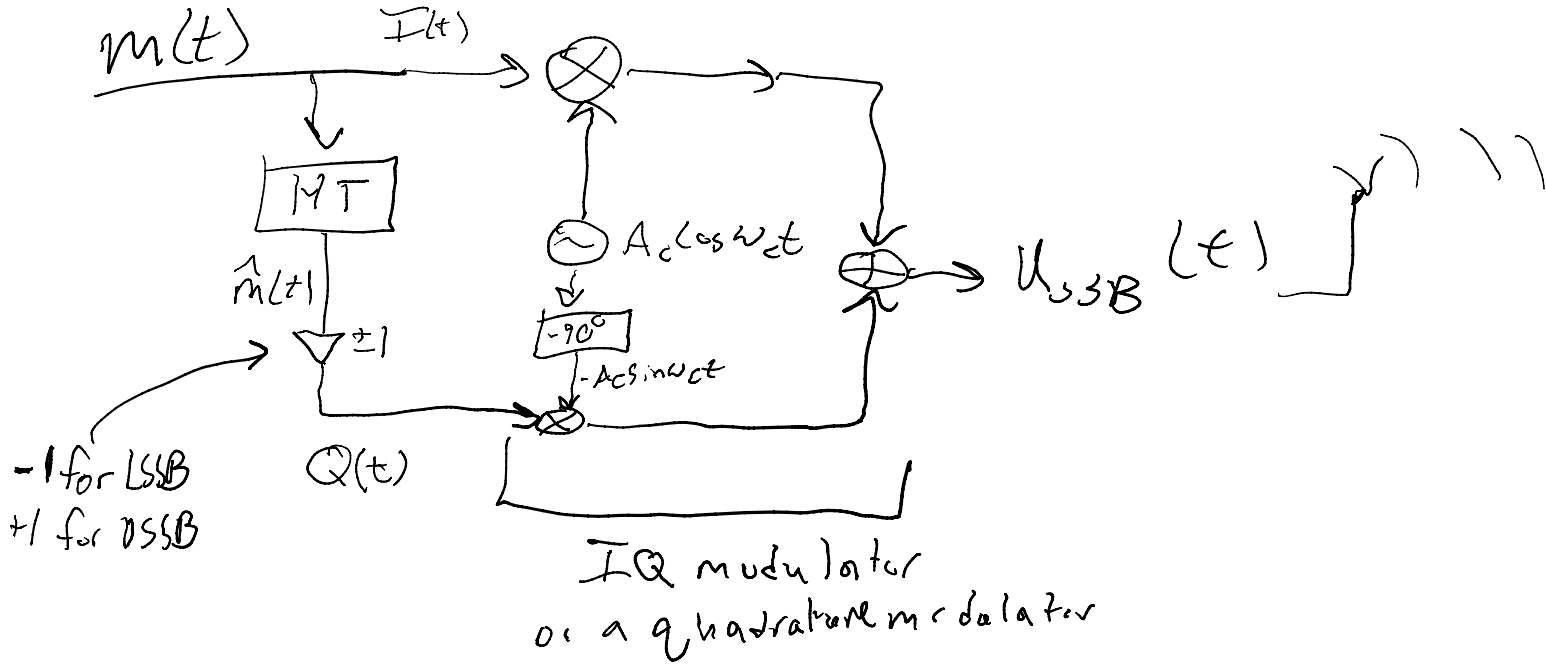 m(t)
I(t)
HT
m̂(t)
±1
A_c cos ω_c t
-90°
-A_c sin ω_c t
U_SSB (t)
Q(t)
-1 for LSSB
+1 for USSB
IQ modulator
or a quadrature modulator